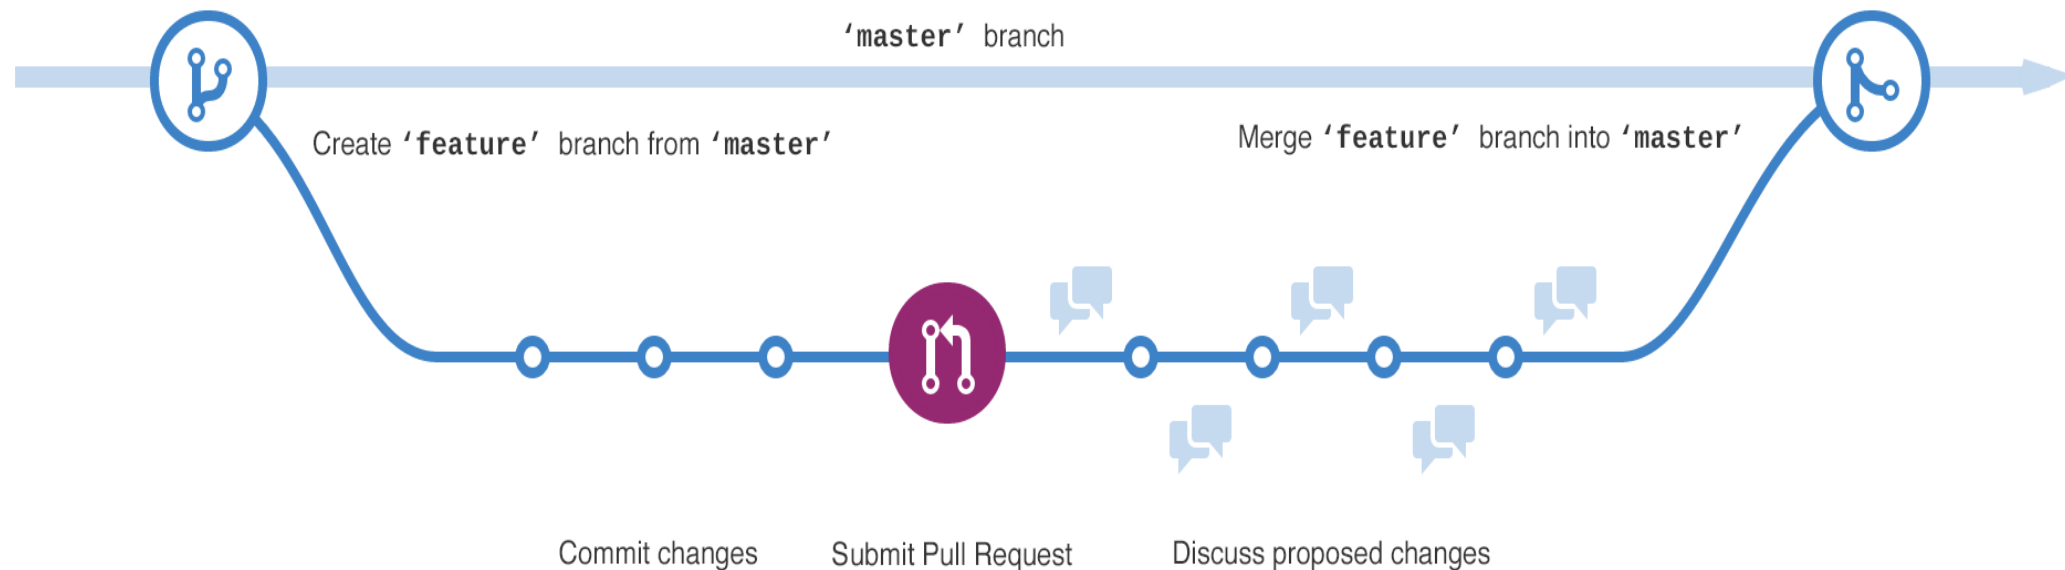 ‘master’ branch
Create ‘feature’ branch from ‘master’
Merge ‘feature’ branch into ‘master’
Commit changes
Submit Pull Request
Discuss proposed changes